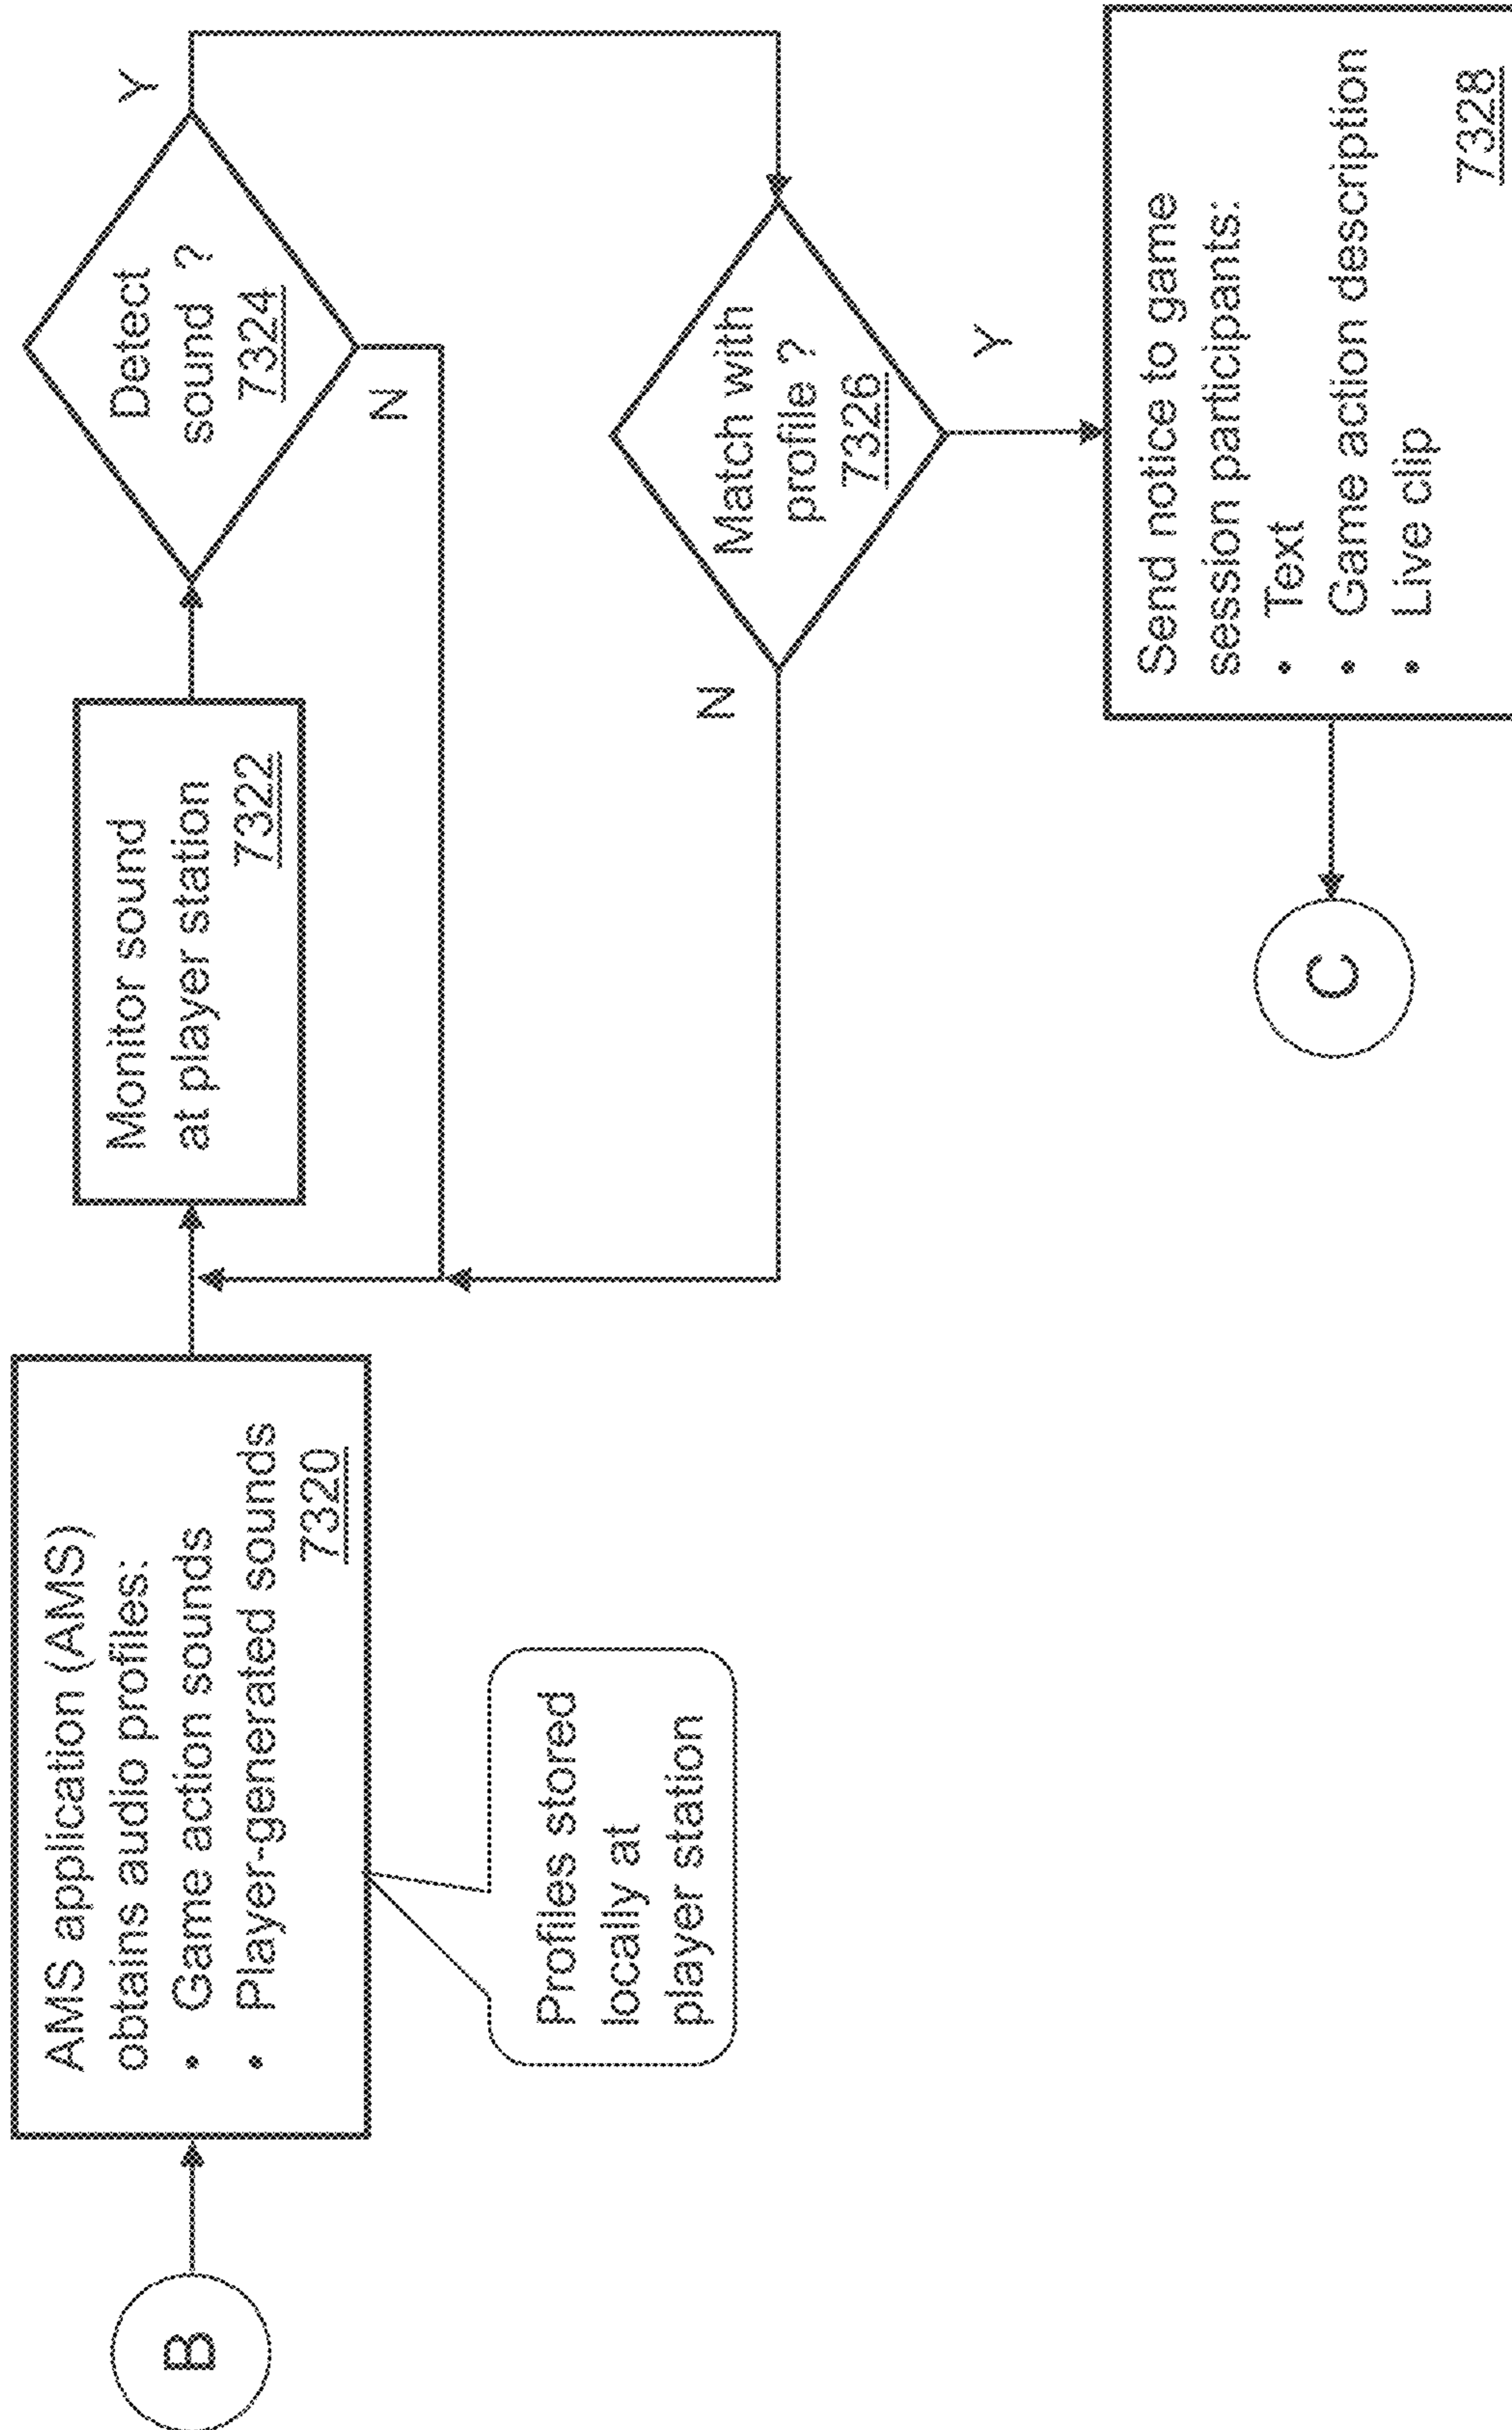 B
AMS application (AMS)
obtains audio profiles:
• Game action sounds
• Player-generated sounds
7320
Profiles stored
locally at
player station
Monitor sound
at player station
7322
Detect
sound ?
7324
Y
N
Match with
profile ?
7326
N
Y
Send notice to game
session participants:
• Text
• Game action description
• Live clip
7328
C